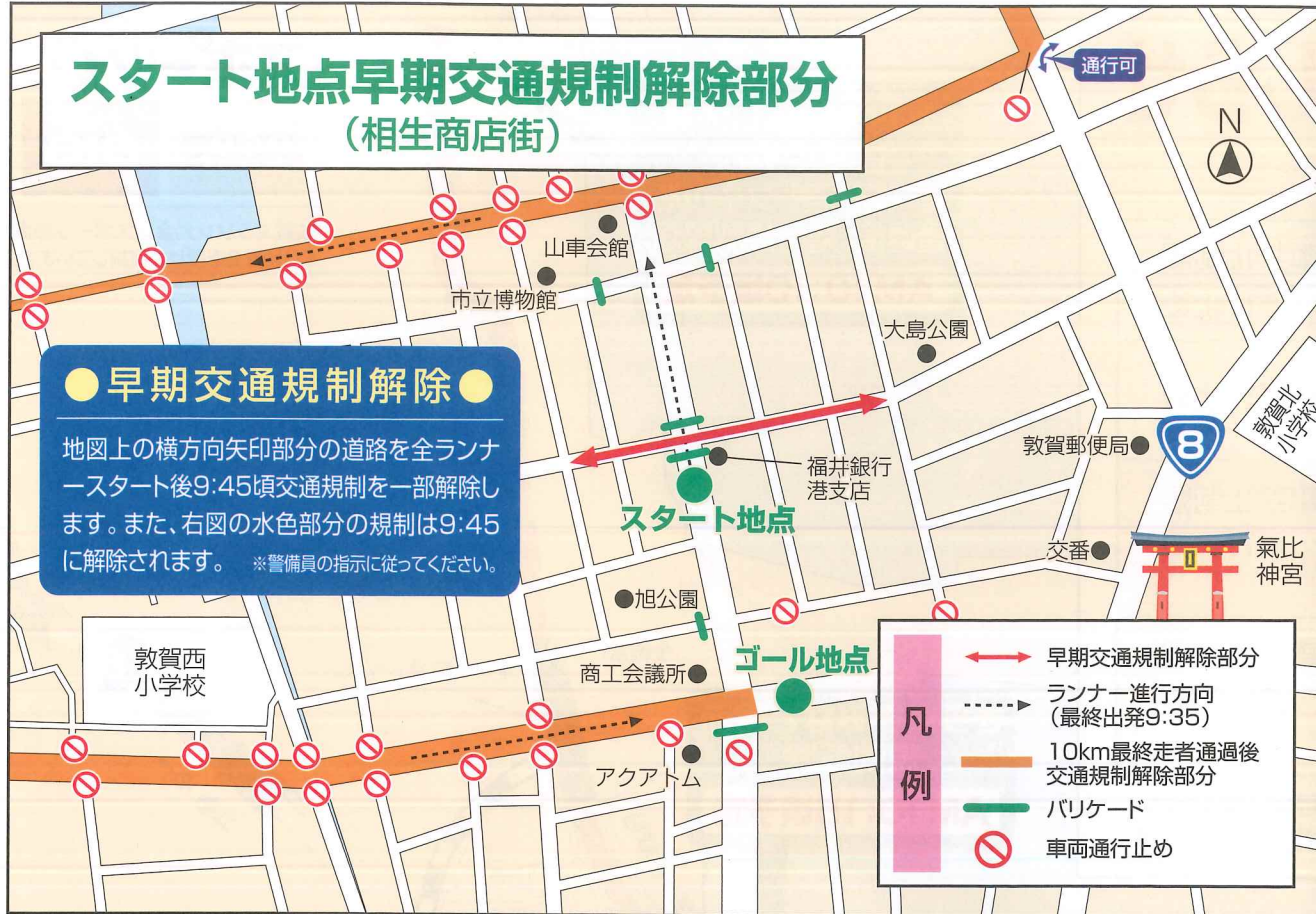 スタート地点早期交通規制解除部分
(相生商店街)
通行可
N
山車会館
市立博物館
大島公園
●早期交通規制解除●
地図上の横方向矢印部分の道路を全ランナ
ースタート後9:45頃交通規制を一部解除し
ます。また、右図の水色部分の規制は9:45
に解除されます。 ※警備員の指示に従ってください。
敦賀北
小学校
敦賀郵便局
8
福井銀行
港支店
スタート地点
交番
氣比
神宮
旭公園
敦賀西
小学校
商工会議所
ゴール地点
アクアトム
凡例
早期交通規制解除部分
ランナー進行方向
(最終出発9:35)
10km最終走者通過後
交通規制解除部分
バリケード
車両通行止め